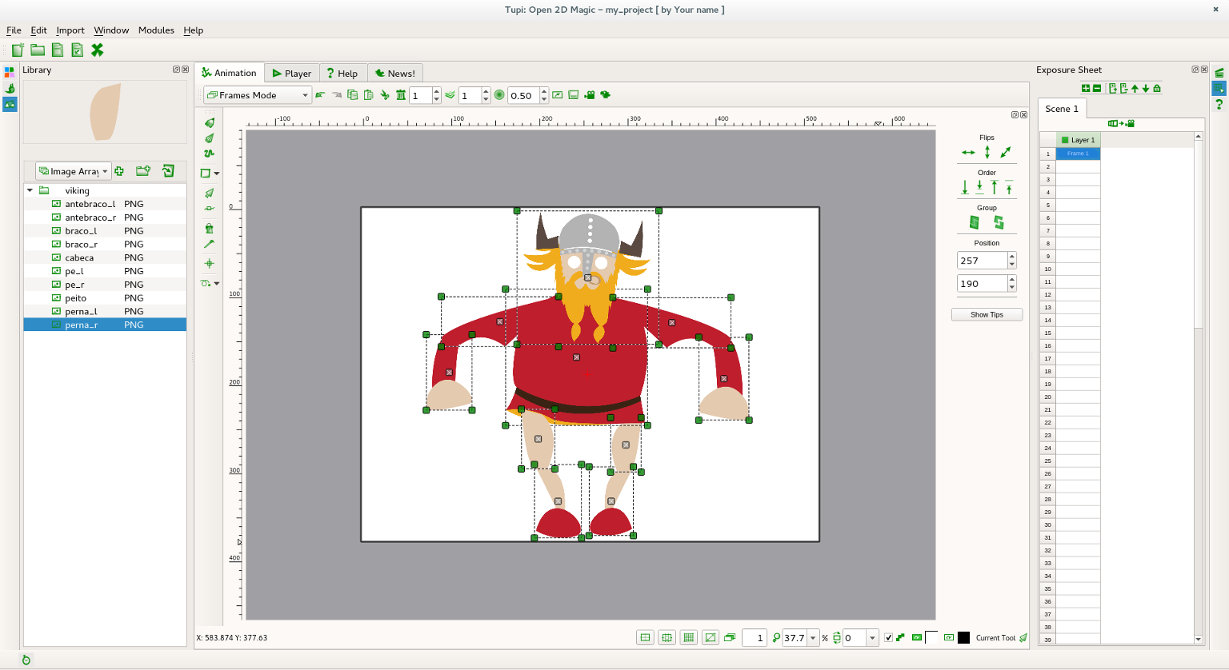 Tupi: Open 2D Magic – my_project [ by Your name ]
File Edit Import Window Modules Help
Library
Animation Player Help News!
Exposure Sheet
Frames Mode 1 1 0.50
Scene 1
-100 0 100 200 300 400 500 600
Flips
Layer 1
Frame 1
Image Array
Order
viking
antebraco_l PNG
antebraco_r PNG
braco_l PNG
braco_r PNG
cabeca PNG
pe_l PNG
pe_r PNG
peito PNG
perna_l PNG
perna_r PNG
Group
Position
257
190
Show Tips
0
100
200
300
400
1
2
3
4
5
6
7
8
9
10
11
12
13
14
15
16
17
18
19
20
21
22
23
24
25
26
27
28
29
30
31
32
33
34
35
36
37
38
39
X: 583.874 Y: 377.63
1 37.7 % 0 Current Tool